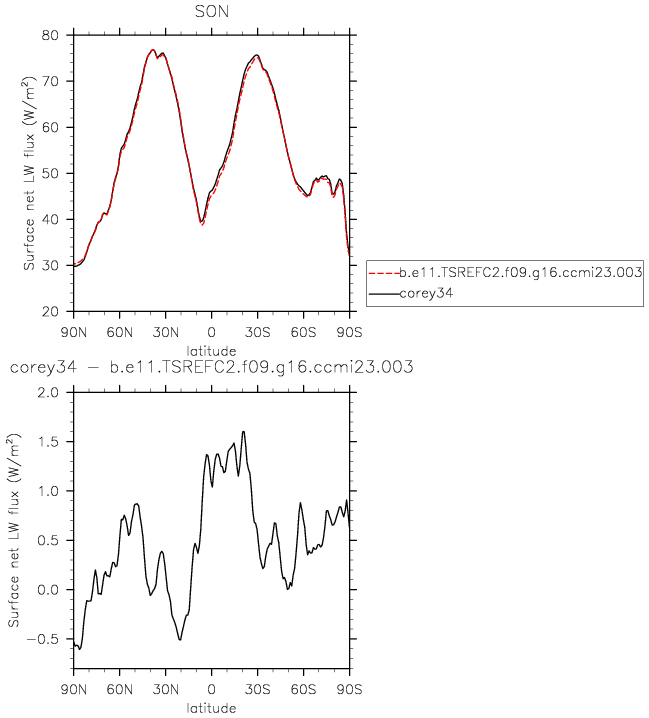 SON
80
70
60
50
40
30
20
Surface net LW flux (W/m²)
90N 60N 30N 0 30S 60S 90S
latitude
b.e11.TSREFC2.f09.g16.ccmi23.003
corey34
corey34 − b.e11.TSREFC2.f09.g16.ccmi23.003
2.0
1.5
1.0
0.5
0.0
−0.5
Surface net LW flux (W/m²)
90N 60N 30N 0 30S 60S 90S
latitude